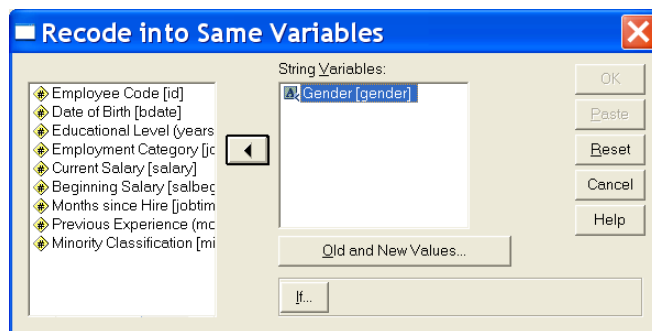 Recode into Same Variables
String Variables:
Employee Code [id]
Date of Birth [bdate]
Educational Level (years
Employment Category [jc
Current Salary [salary]
Beginning Salary [salbeg
Months since Hire [jobtim
Previous Experience (mc
Minority Classification [mi
Gender [gender]
OK
Paste
Reset
Cancel
Help
Old and New Values...
If...